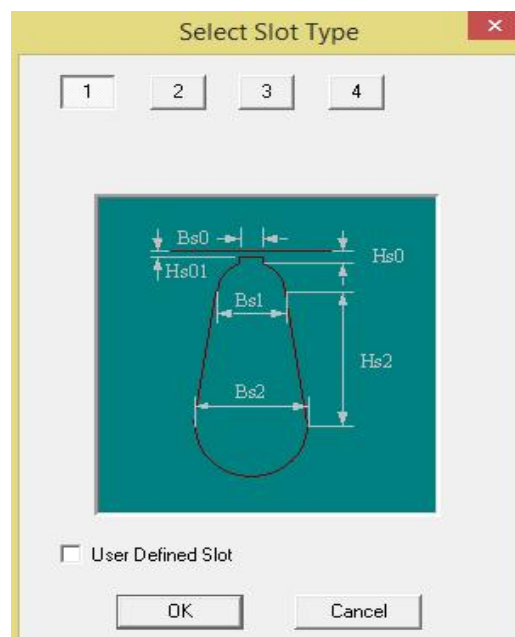 Select Slot Type
1 2 3 4
Bs0
Hs0
Hs01
Bs1
Hs2
Bs2
User Defined Slot
OK Cancel